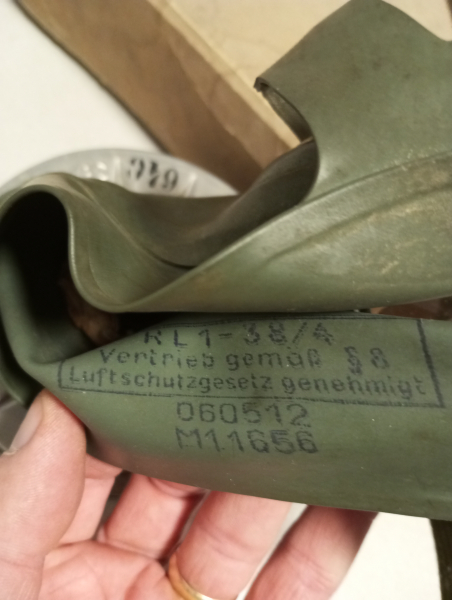 RL1-38/4
Vertrieb gemäß § 8
Luftschutzgesetz genehmigt
060512
M11656